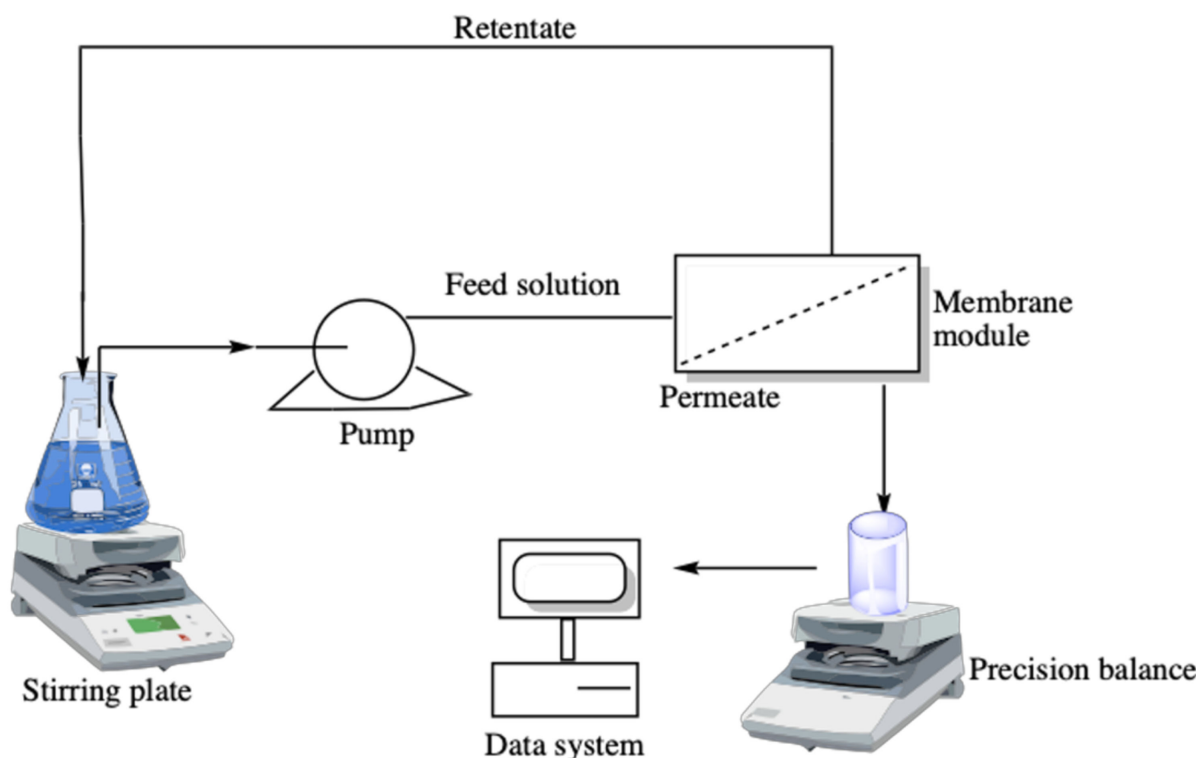 Retentate
Feed solution
Membrane
module
Permeate
Pump
Stirring plate
Precision balance
Data system